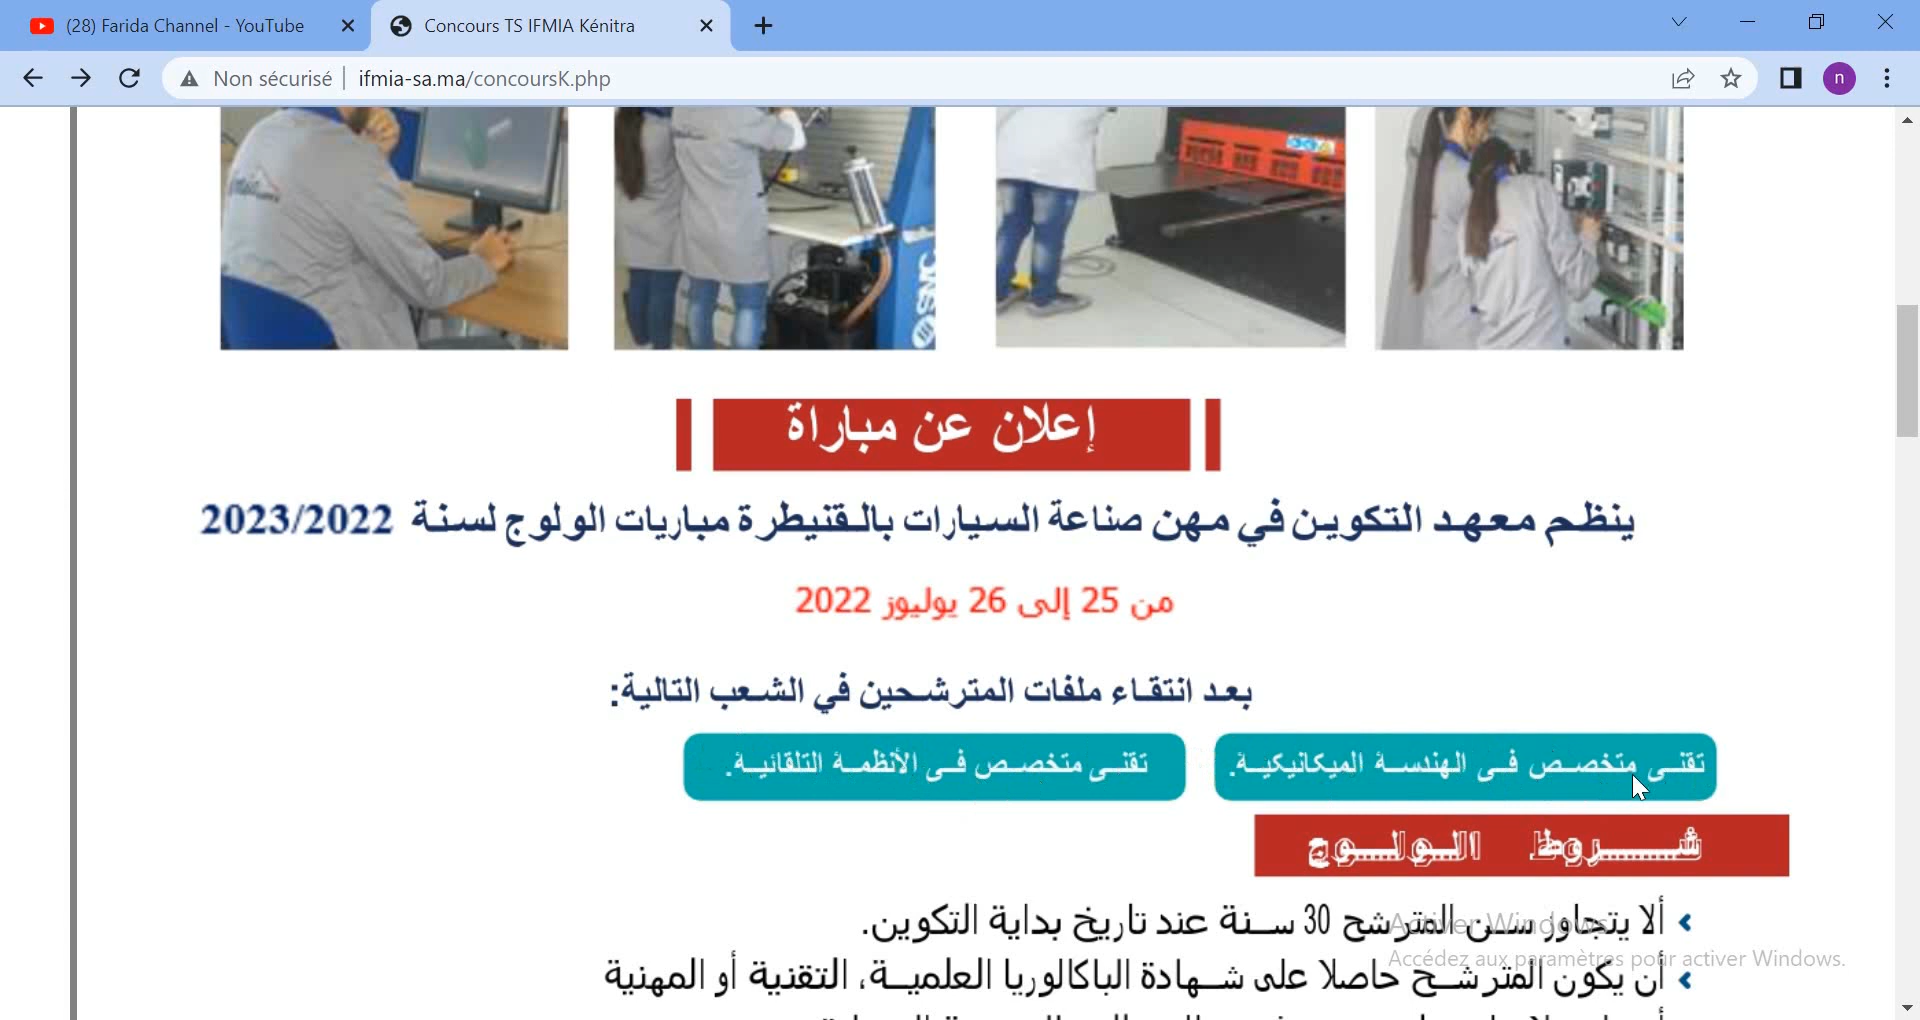 (28) Farida Channel - YouTube
Concours TS IFMIA Kénitra
Non sécurisé
ifmia-sa.ma/concoursK.php
n
SMC
إعلان عن مباراة
ينظم معهد التكوين في مهن صناعة السيارات بالقنيطرة مباريات الولوج لسنة 2023/2022
من 25 إلى 26 يوليوز 2022
بعد انتقاء ملفات المترشحين في الشعب التالية:
تقني متخصص في الهندسة الميكانيكية.
تقني متخصص في الأنظمة التلقائية.
شروط الولوج
ألا يتجاوز سن المترشح 30 سنة عند تاريخ بداية التكوين.
أن يكون المترشح حاصلا على شهادة الباكالوريا العلمية، التقنية أو المهنية
Activer Windows
Accédez aux paramètres pour activer Windows.